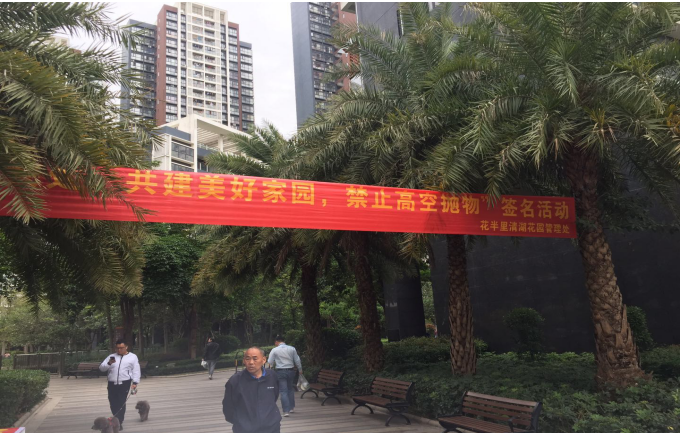 共建美好家园，禁止高空抛物”签名活动
花半里清湖花园管理处